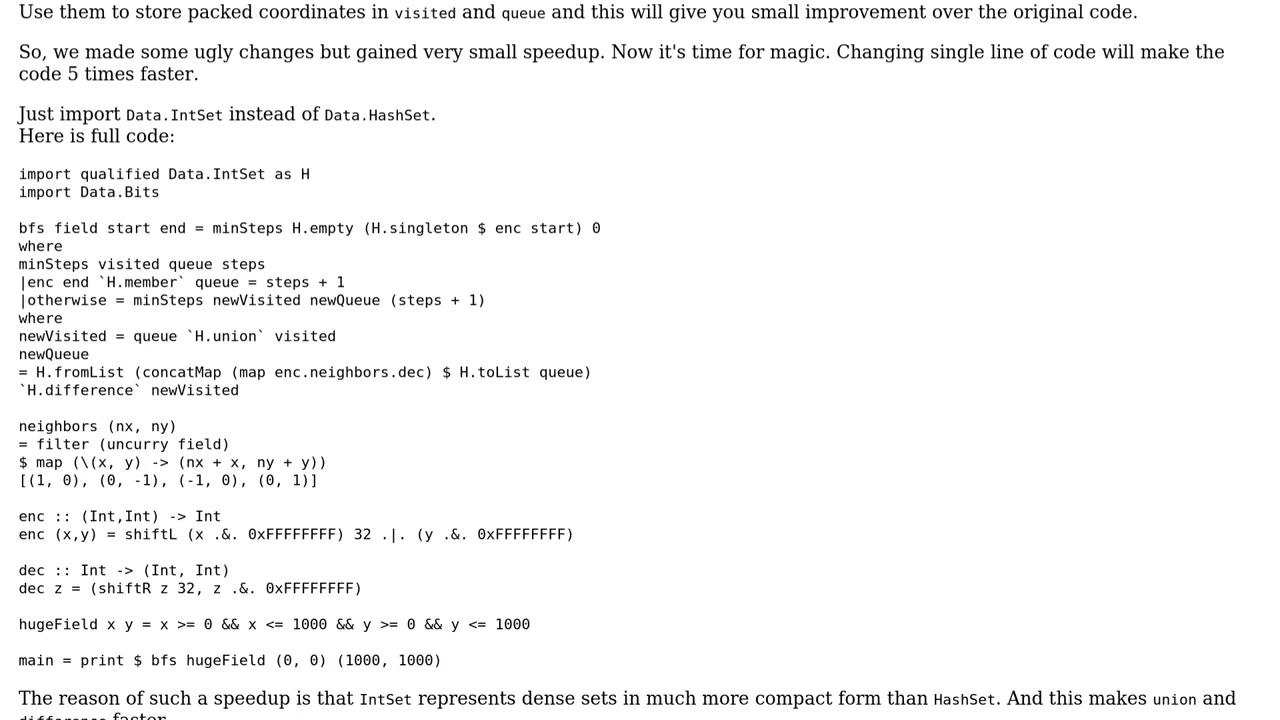 Use them to store packed coordinates in visited and queue and this will give you small improvement over the original code.
So, we made some ugly changes but gained very small speedup. Now it's time for magic. Changing single line of code will make the
code 5 times faster.
Just import Data.IntSet instead of Data.HashSet.
Here is full code:
import qualified Data.IntSet as H
import Data.Bits
bfs field start end = minSteps H.empty (H.singleton $ enc start) 0
where
minSteps visited queue steps
|enc end `H.member` queue = steps + 1
|otherwise = minSteps newVisited newQueue (steps + 1)
where
newVisited = queue `H.union` visited
newQueue
= H.fromList (concatMap (map enc.neighbors.dec) $ H.toList queue)
`H.difference` newVisited
neighbors (nx, ny)
= filter (uncurry field)
$ map (\(x, y) -> (nx + x, ny + y))
[(1, 0), (0, -1), (-1, 0), (0, 1)]
enc :: (Int,Int) -> Int
enc (x,y) = shiftL (x .&. 0xFFFFFFFF) 32 .|. (y .&. 0xFFFFFFFF)
dec :: Int -> (Int, Int)
dec z = (shiftR z 32, z .&. 0xFFFFFFFF)
hugeField x y = x >= 0 && x <= 1000 && y >= 0 && y <= 1000
main = print $ bfs hugeField (0, 0) (1000, 1000)
The reason of such a speedup is that IntSet represents dense sets in much more compact form than HashSet. And this makes union and
difference faster